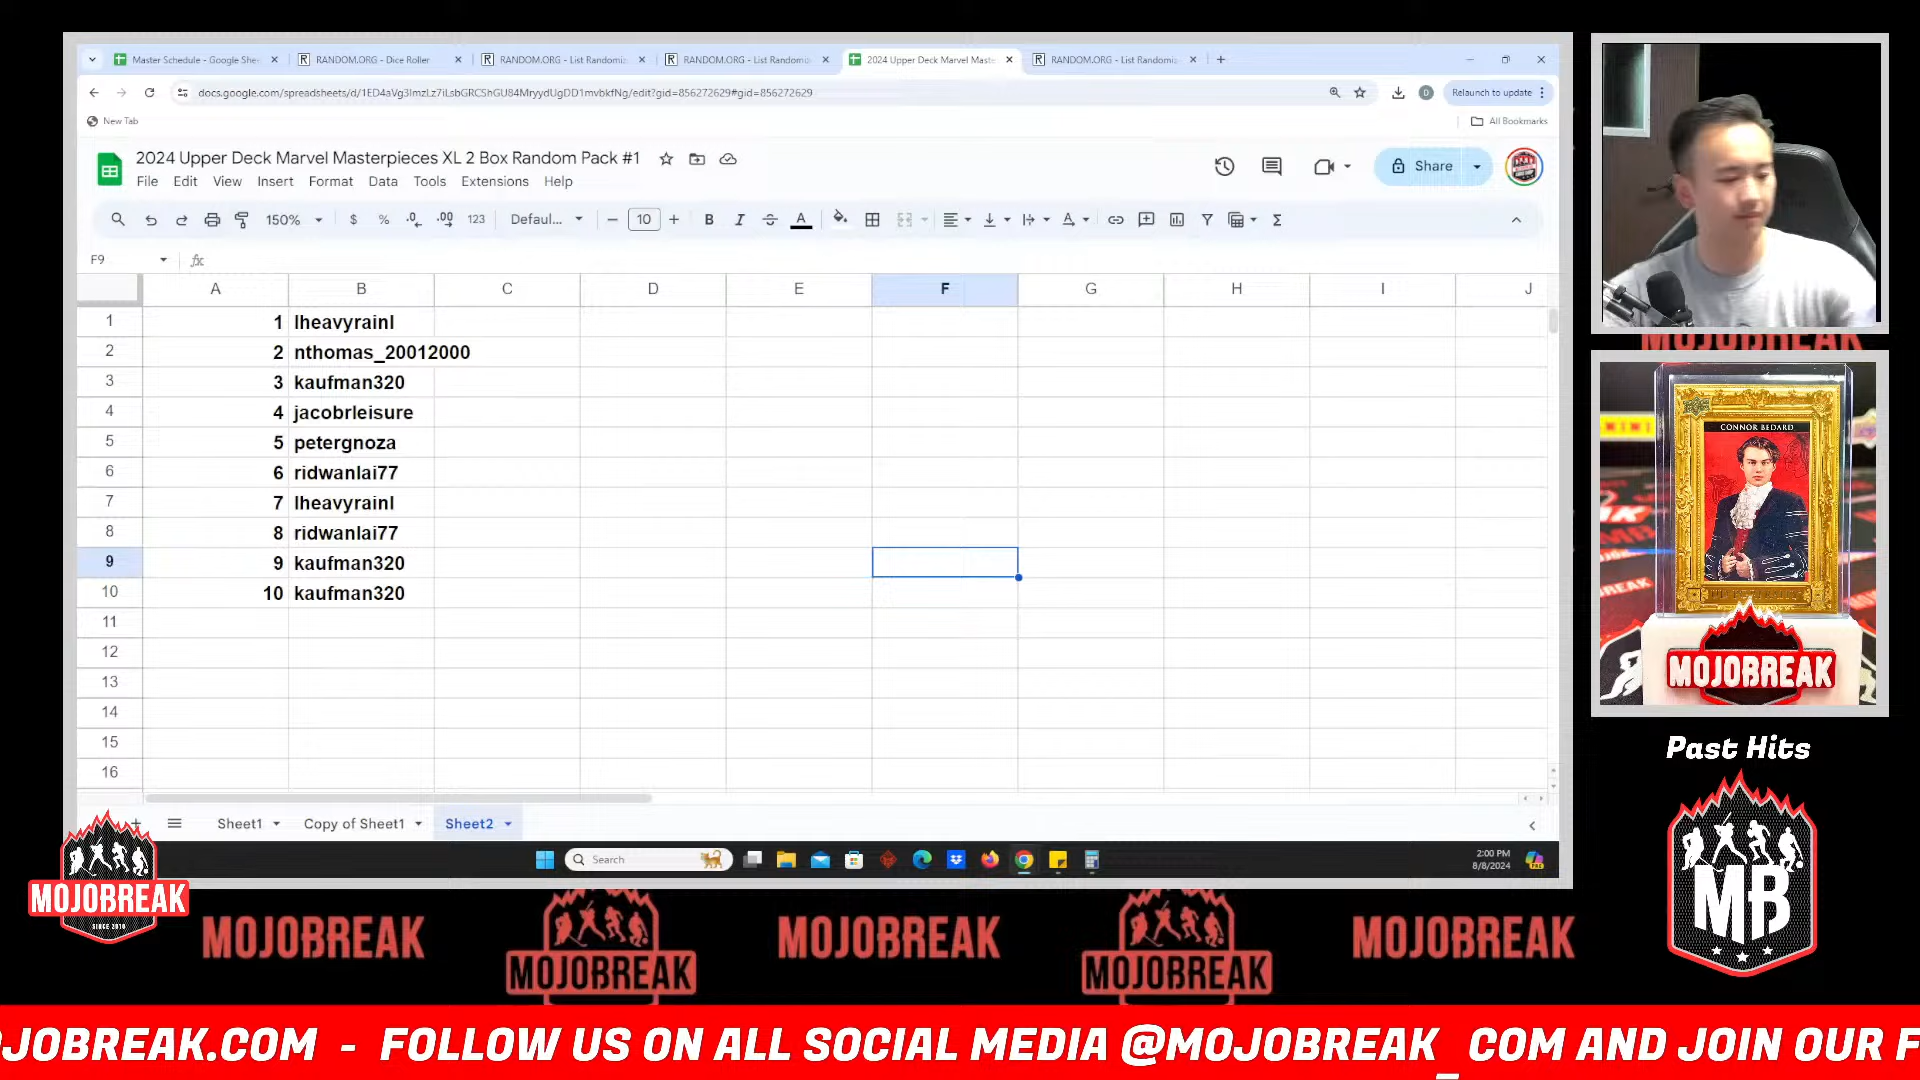 Master Schedule - Google She
RANDOM.ORG - Dice Roller
RANDOM.ORG - List Randomiz
RANDOM.ORG - List Randomiz
2024 Upper Deck Marvel Maste
RANDOM.ORG - List Randomiz
docs.google.com/spreadsheets/d/1ED4aVg3ImzLz7iLsbGRCShGU84MryydUgDD1mvbkfNg/edit?gid=856272629#gid=856272629
Relaunch to update
New Tab
All Bookmarks
2024 Upper Deck Marvel Masterpieces XL 2 Box Random Pack #1
File Edit View Insert Format Data Tools Extensions Help
Share
150% $ % .0 .00 123 Defaul... 10 B I S A
F9 fx
A B C D E F G H I J
1 1 lheavyrainl
2 2 nthomas_20012000
3 3 kaufman320
4 4 jacobrleisure
5 5 petergnoza
6 6 ridwanlai77
7 7 lheavyrainl
8 8 ridwanlai77
9 9 kaufman320
10 10 kaufman320
11
12
13
14
15
16
Sheet1 Copy of Sheet1 Sheet2
Search
2:00 PM
8/8/2024
CONNOR BEDARD
MOJOBREAK
Past Hits
MB
MOJOBREAK
SINCE 2010
MOJOBREAK MOJOBREAK MOJOBREAK MOJOBREAK MOJOBREAK
OJOBREAK.COM - FOLLOW US ON ALL SOCIAL MEDIA @MOJOBREAK_COM AND JOIN OUR F